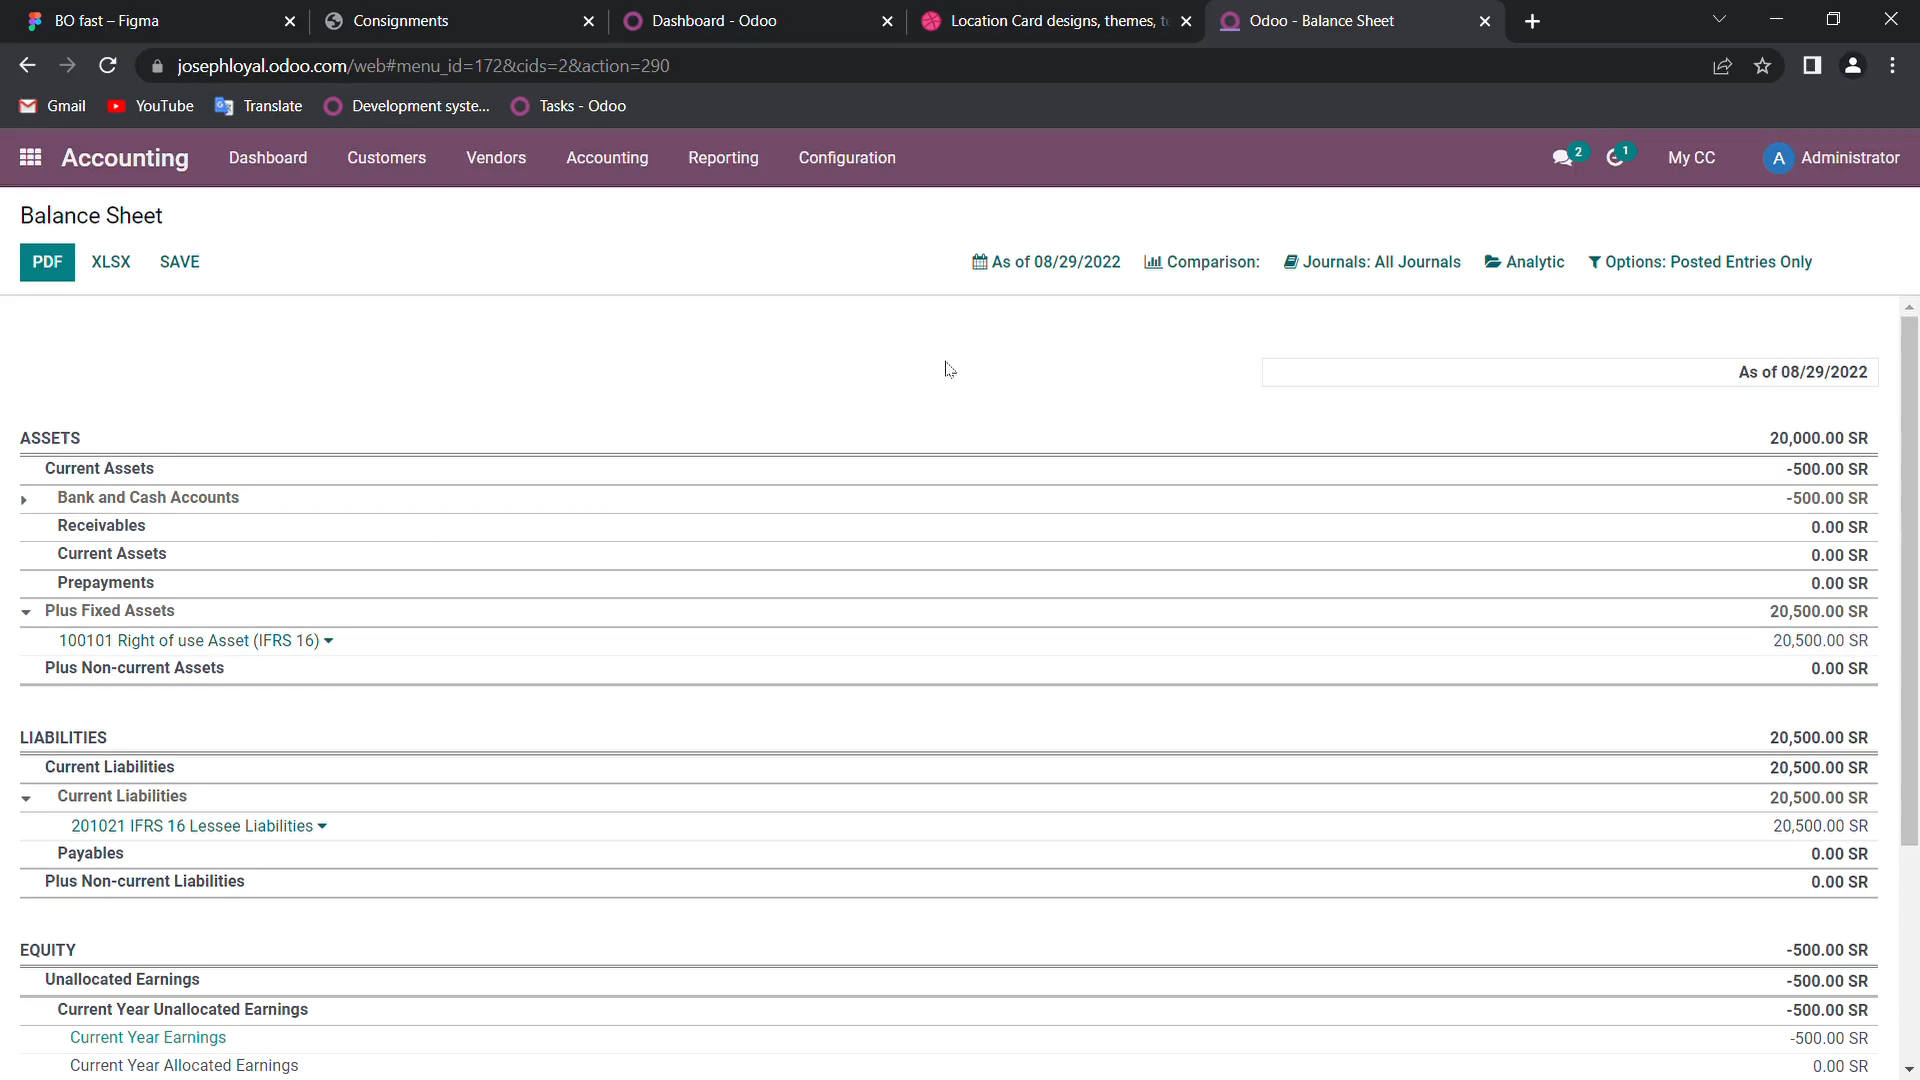 BO fast – Figma
Consignments
Dashboard - Odoo
Location Card designs, themes,
Odoo - Balance Sheet
josephloyal.odoo.com/web#menu_id=172&cids=2&action=290
Gmail
YouTube
Translate
Development syste...
Tasks - Odoo
Accounting
Dashboard
Customers
Vendors
Accounting
Reporting
Configuration
2
1
My CC
A
Administrator
Balance Sheet
PDF
XLSX
SAVE
As of 08/29/2022
Comparison:
Journals: All Journals
Analytic
Options: Posted Entries Only
As of 08/29/2022
ASSETS 20,000.00 SR
Current Assets -500.00 SR
Bank and Cash Accounts -500.00 SR
Receivables 0.00 SR
Current Assets 0.00 SR
Prepayments 0.00 SR
Plus Fixed Assets 20,500.00 SR
100101 Right of use Asset (IFRS 16) 20,500.00 SR
Plus Non-current Assets 0.00 SR
LIABILITIES 20,500.00 SR
Current Liabilities 20,500.00 SR
Current Liabilities 20,500.00 SR
201021 IFRS 16 Lessee Liabilities 20,500.00 SR
Payables 0.00 SR
Plus Non-current Liabilities 0.00 SR
EQUITY -500.00 SR
Unallocated Earnings -500.00 SR
Current Year Unallocated Earnings -500.00 SR
Current Year Earnings -500.00 SR
Current Year Allocated Earnings 0.00 SR